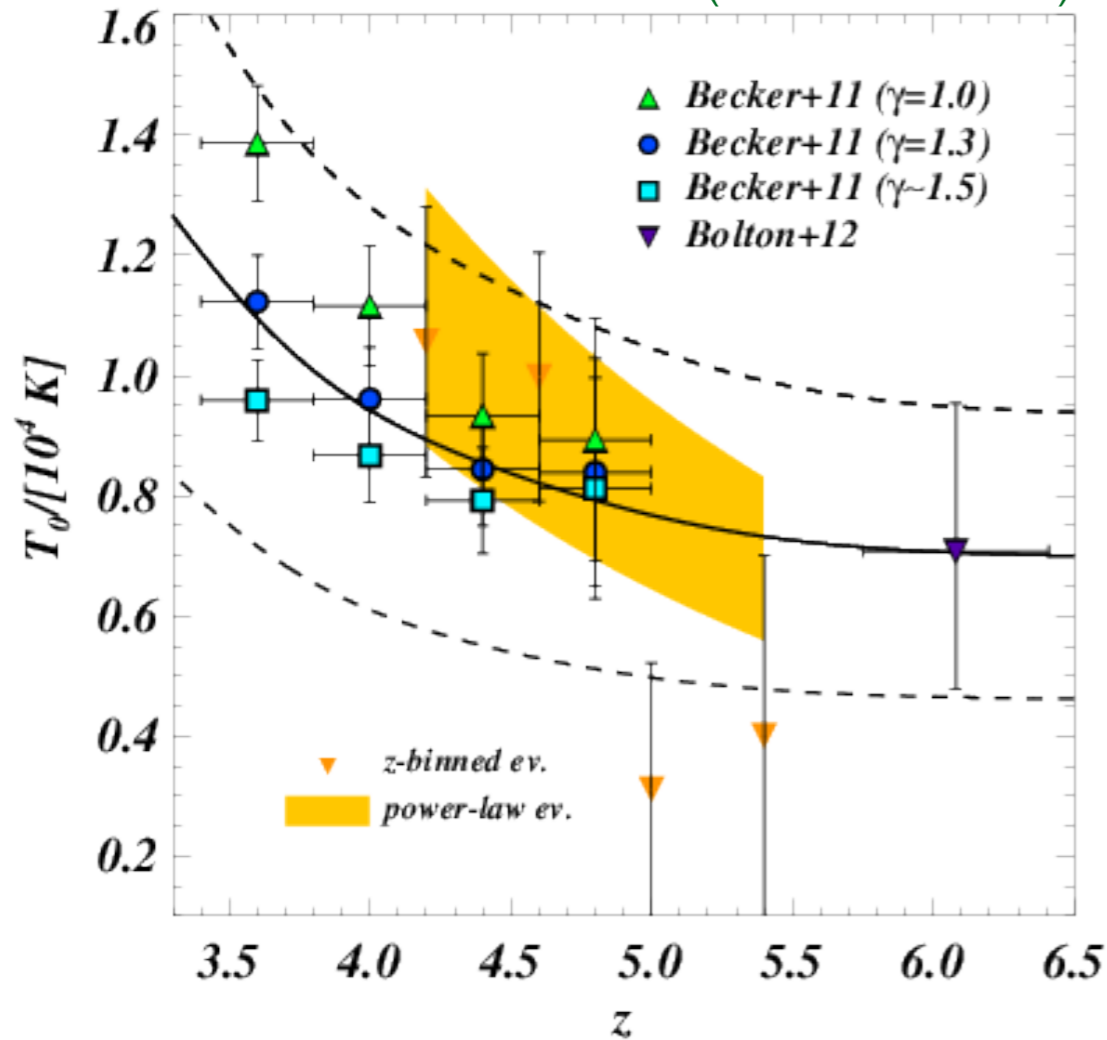 1.6
1.4
1.2
1.0
0.8
0.6
0.4
0.2
T0/[10^4 K]
Becker+11 (γ=1.0)
Becker+11 (γ=1.3)
Becker+11 (γ~1.5)
Bolton+12
z-binned ev.
power-law ev.
3.5 4.0 4.5 5.0 5.5 6.0 6.5
z